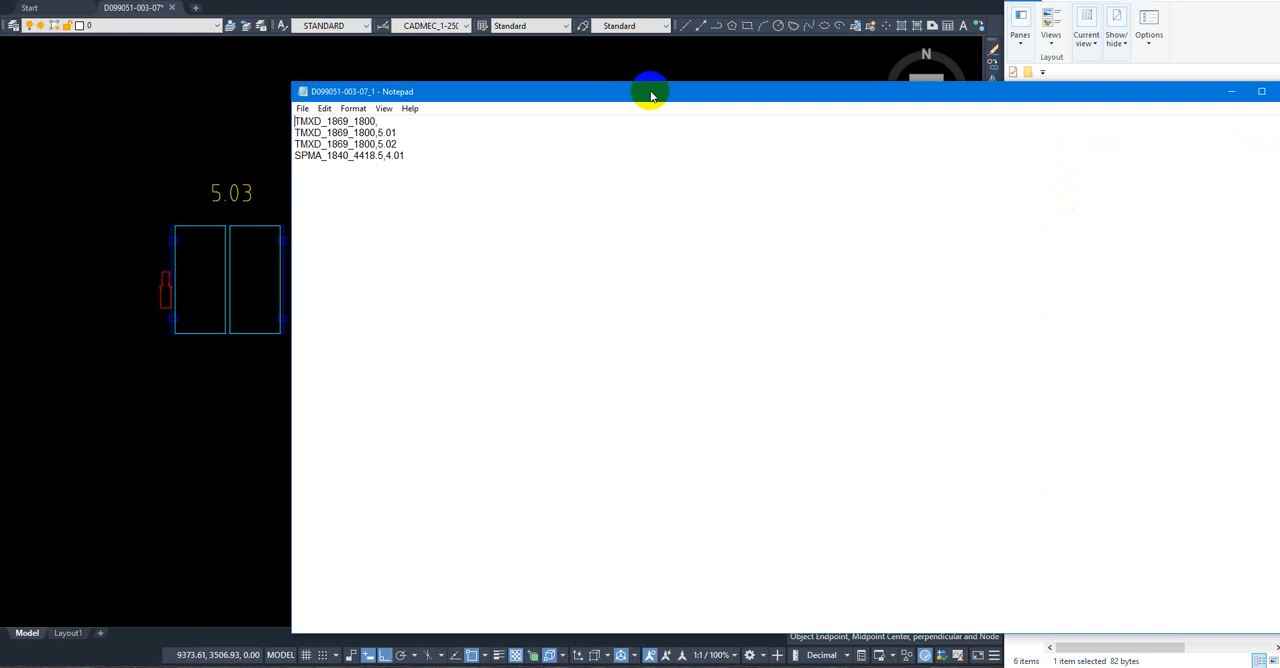 Start
D099051-003-07*
0
STANDARD
CADMEC_1-250
Standard
Standard
Panes
Views
Current view
Show/ hide
Options
Layout
N
D099051-003-07_1 - Notepad
File Edit Format View Help
TMXD_1869_1800,
TMXD_1869_1800,5.01
TMXD_1869_1800,5.02
SPMA_1840_4418.5,4.01
5.03
Object Endpoint, Midpoint Center, perpendicular and Node
Model
Layout1
9373.61, 3506.93, 0.00
MODEL
1:1 / 100%
Decimal
6 items
1 item selected 82 bytes